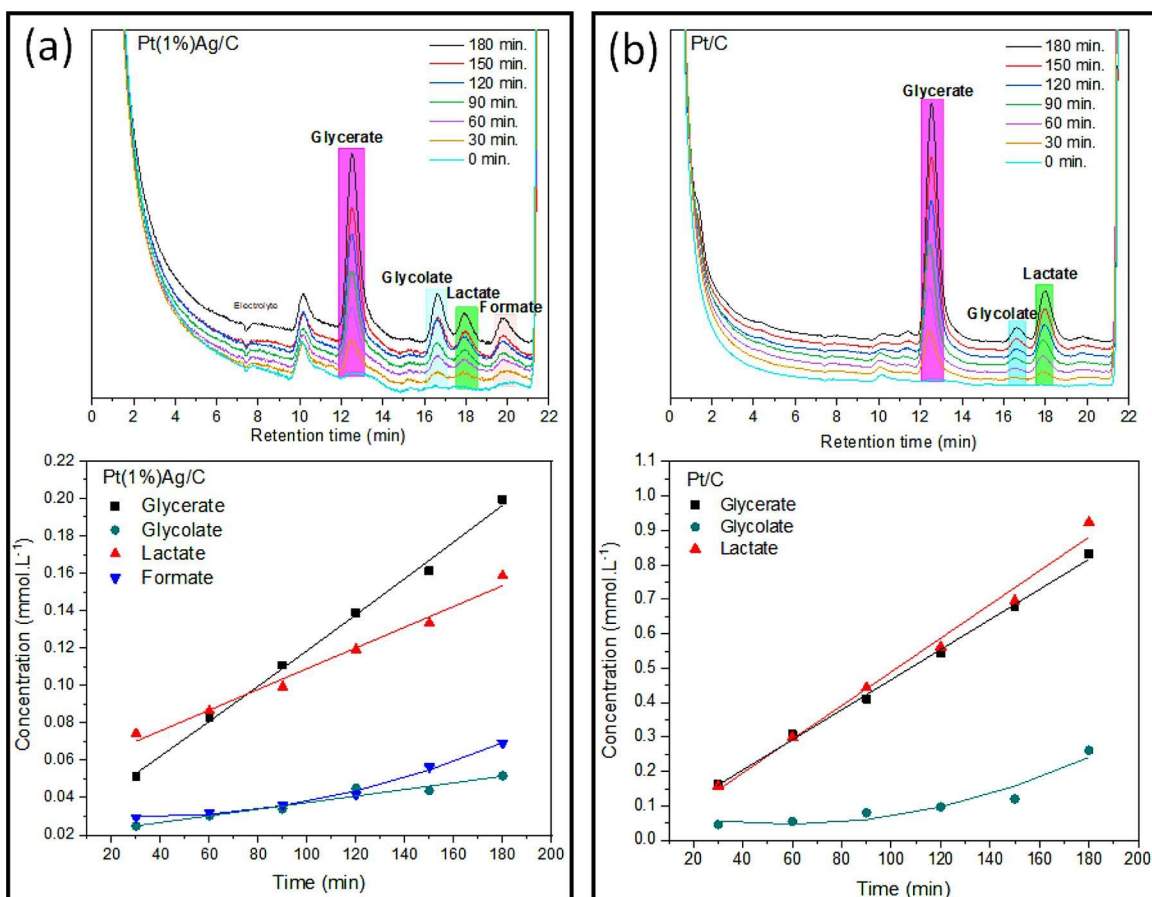 (a)
Pt(1%)Ag/C
180 min.
150 min.
120 min.
90 min.
60 min.
30 min.
0 min.
Glycerate
Glycolate
Lactate
Formate
Electrolyte
0 2 4 6 8 10 12 14 16 18 20 22
Retention time (min)
Pt(1%)Ag/C
Glycerate
Glycolate
Lactate
Formate
0.22
0.20
0.18
0.16
0.14
0.12
0.10
0.08
0.06
0.04
0.02
Concentration (mmol.L⁻¹)
20 40 60 80 100 120 140 160 180 200
Time (min)
(b)
Pt/C
180 min.
150 min.
120 min.
90 min.
60 min.
30 min.
0 min.
Glycerate
Glycolate
Lactate
0 2 4 6 8 10 12 14 16 18 20 22
Retention time (min)
Pt/C
Glycerate
Glycolate
Lactate
1.1
1.0
0.9
0.8
0.7
0.6
0.5
0.4
0.3
0.2
0.1
0.0
Concentration (mmol.L⁻¹)
20 40 60 80 100 120 140 160 180 200
Time (min)